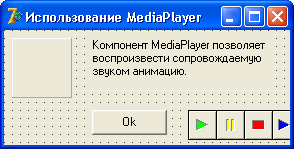 Использование MediaPlayer
Компонент MediaPlayer позволяет
воспроизвести сопровождаемую
звуком анимацию.
Ok